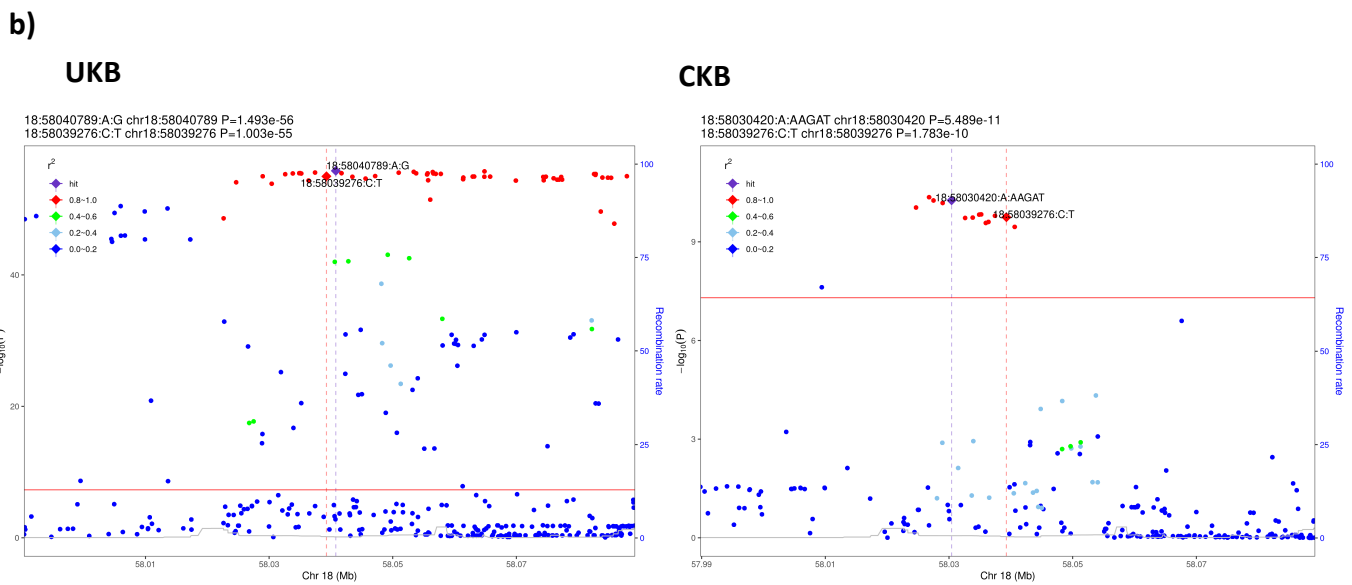 b)
UKB
18:58040789:A:G chr18:58040789 P=1.493e-56
18:58039276:C:T chr18:58039276 P=1.003e-55
r2
hit
0.8~1.0
0.4~0.6
0.2~0.4
0.0~0.2
18:58040789:A:G
18:58039276:C:T
40
20
0
100
75
50
25
0
Recombination rate
58.01
58.03
58.05
58.07
Chr 18 (Mb)
CKB
18:58030420:A:AAGAT chr18:58030420 P=5.489e-11
18:58039276:C:T chr18:58039276 P=1.783e-10
r2
hit
0.8~1.0
0.4~0.6
0.2~0.4
0.0~0.2
18:58030420:A:AAGAT
18:58039276:C:T
−log10(P)
9
6
3
0
100
75
50
25
0
Recombination rate
57.99
58.01
58.03
58.05
58.07
Chr 18 (Mb)